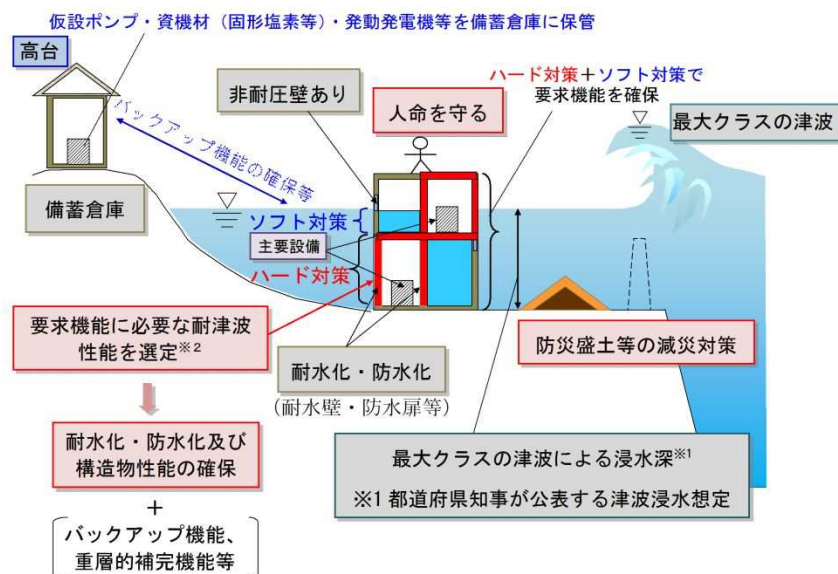 仮設ポンプ・資機材（固形塩素等）・発動発電機等を備蓄倉庫に保管
高台
バックアップ機能の確保等
備蓄倉庫
非耐圧壁あり
人命を守る
ハード対策＋ソフト対策で
要求機能を確保
最大クラスの津波
ソフト対策
主要設備
ハード対策
要求機能に必要な耐津波
性能を選定※2
耐水化・防水化
（耐水壁・防水扉等）
防災盛土等の減災対策
耐水化・防水化及び
構造物性能の確保
＋
バックアップ機能、
重層的補完機能等
最大クラスの津波による浸水深※1
※1 都道府県知事が公表する津波浸水想定